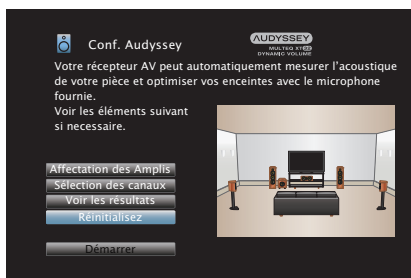 Conf. Audyssey
AUDYSSEY
MULTEQ XT32
DYNAMIC VOLUME
Votre récepteur AV peut automatiquement mesurer l'acoustique
de votre pièce et optimiser vos enceintes avec le microphone
fournie.
Voir les éléments suivant
si necessaire.
Affectation des Amplis
Sélection des canaux
Voir les résultats
Réinitialisez
Démarrer